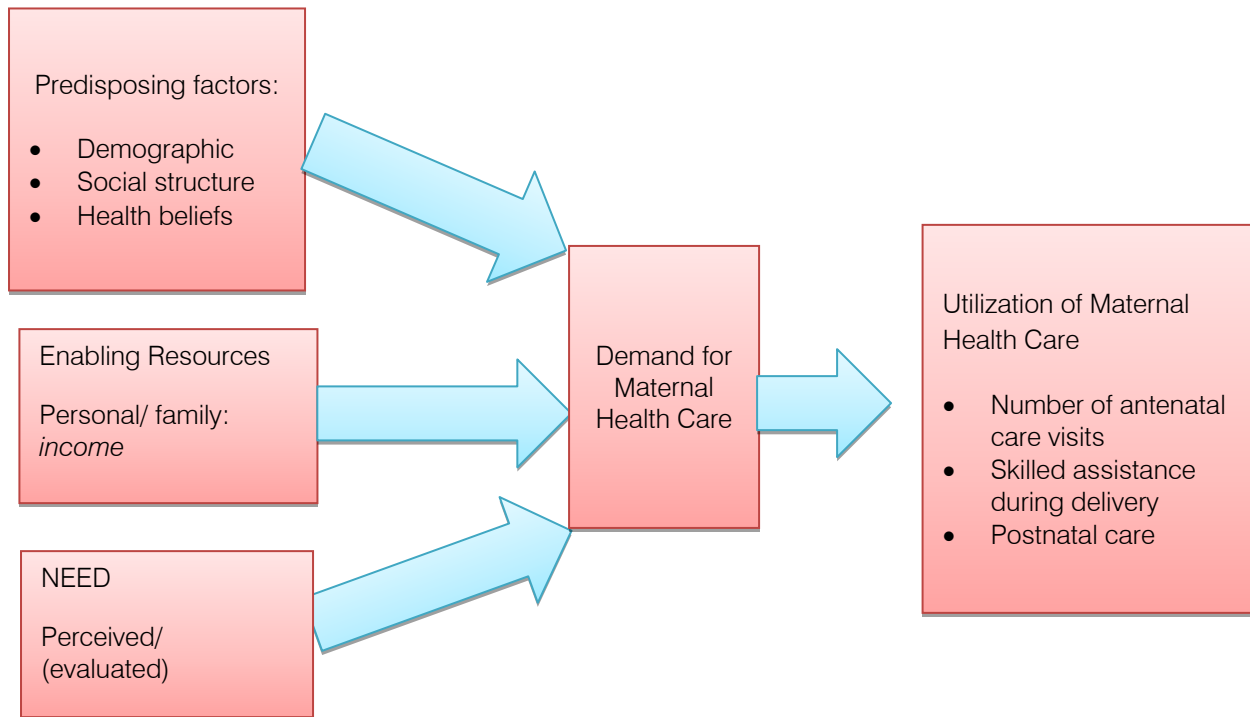 Predisposing factors:
• Demographic
• Social structure
• Health beliefs
Enabling Resources
Personal/ family:
income
NEED
Perceived/
(evaluated)
Demand for
Maternal
Health Care
Utilization of Maternal
Health Care
• Number of antenatal
care visits
• Skilled assistance
during delivery
• Postnatal care